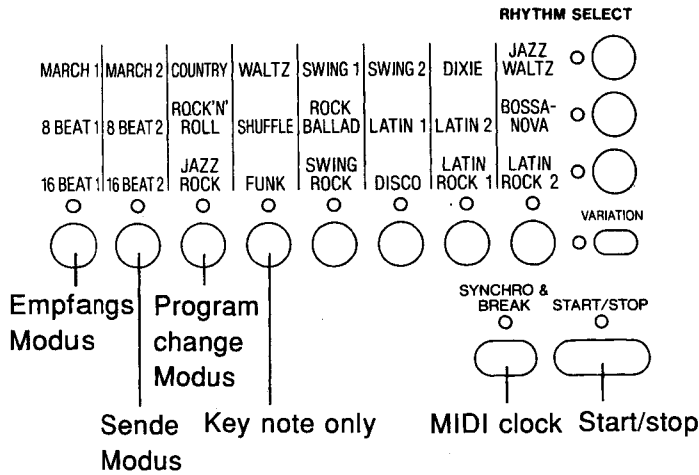 RHYTHM SELECT
MARCH 1 MARCH 2 COUNTRY WALTZ SWING 1 SWING 2 DIXIE JAZZ WALTZ
8 BEAT 1 8 BEAT 2 ROCK'N' ROLL SHUFFLE ROCK BALLAD LATIN 1 LATIN 2 BOSSA- NOVA
16 BEAT 1 16 BEAT 2 JAZZ ROCK FUNK SWING ROCK DISCO LATIN ROCK 1 LATIN ROCK 2
VARIATION
SYNCHRO & BREAK
START/STOP
Empfangs
Modus
Program
change
Modus
Sende
Modus
Key note only
MIDI clock
Start/stop